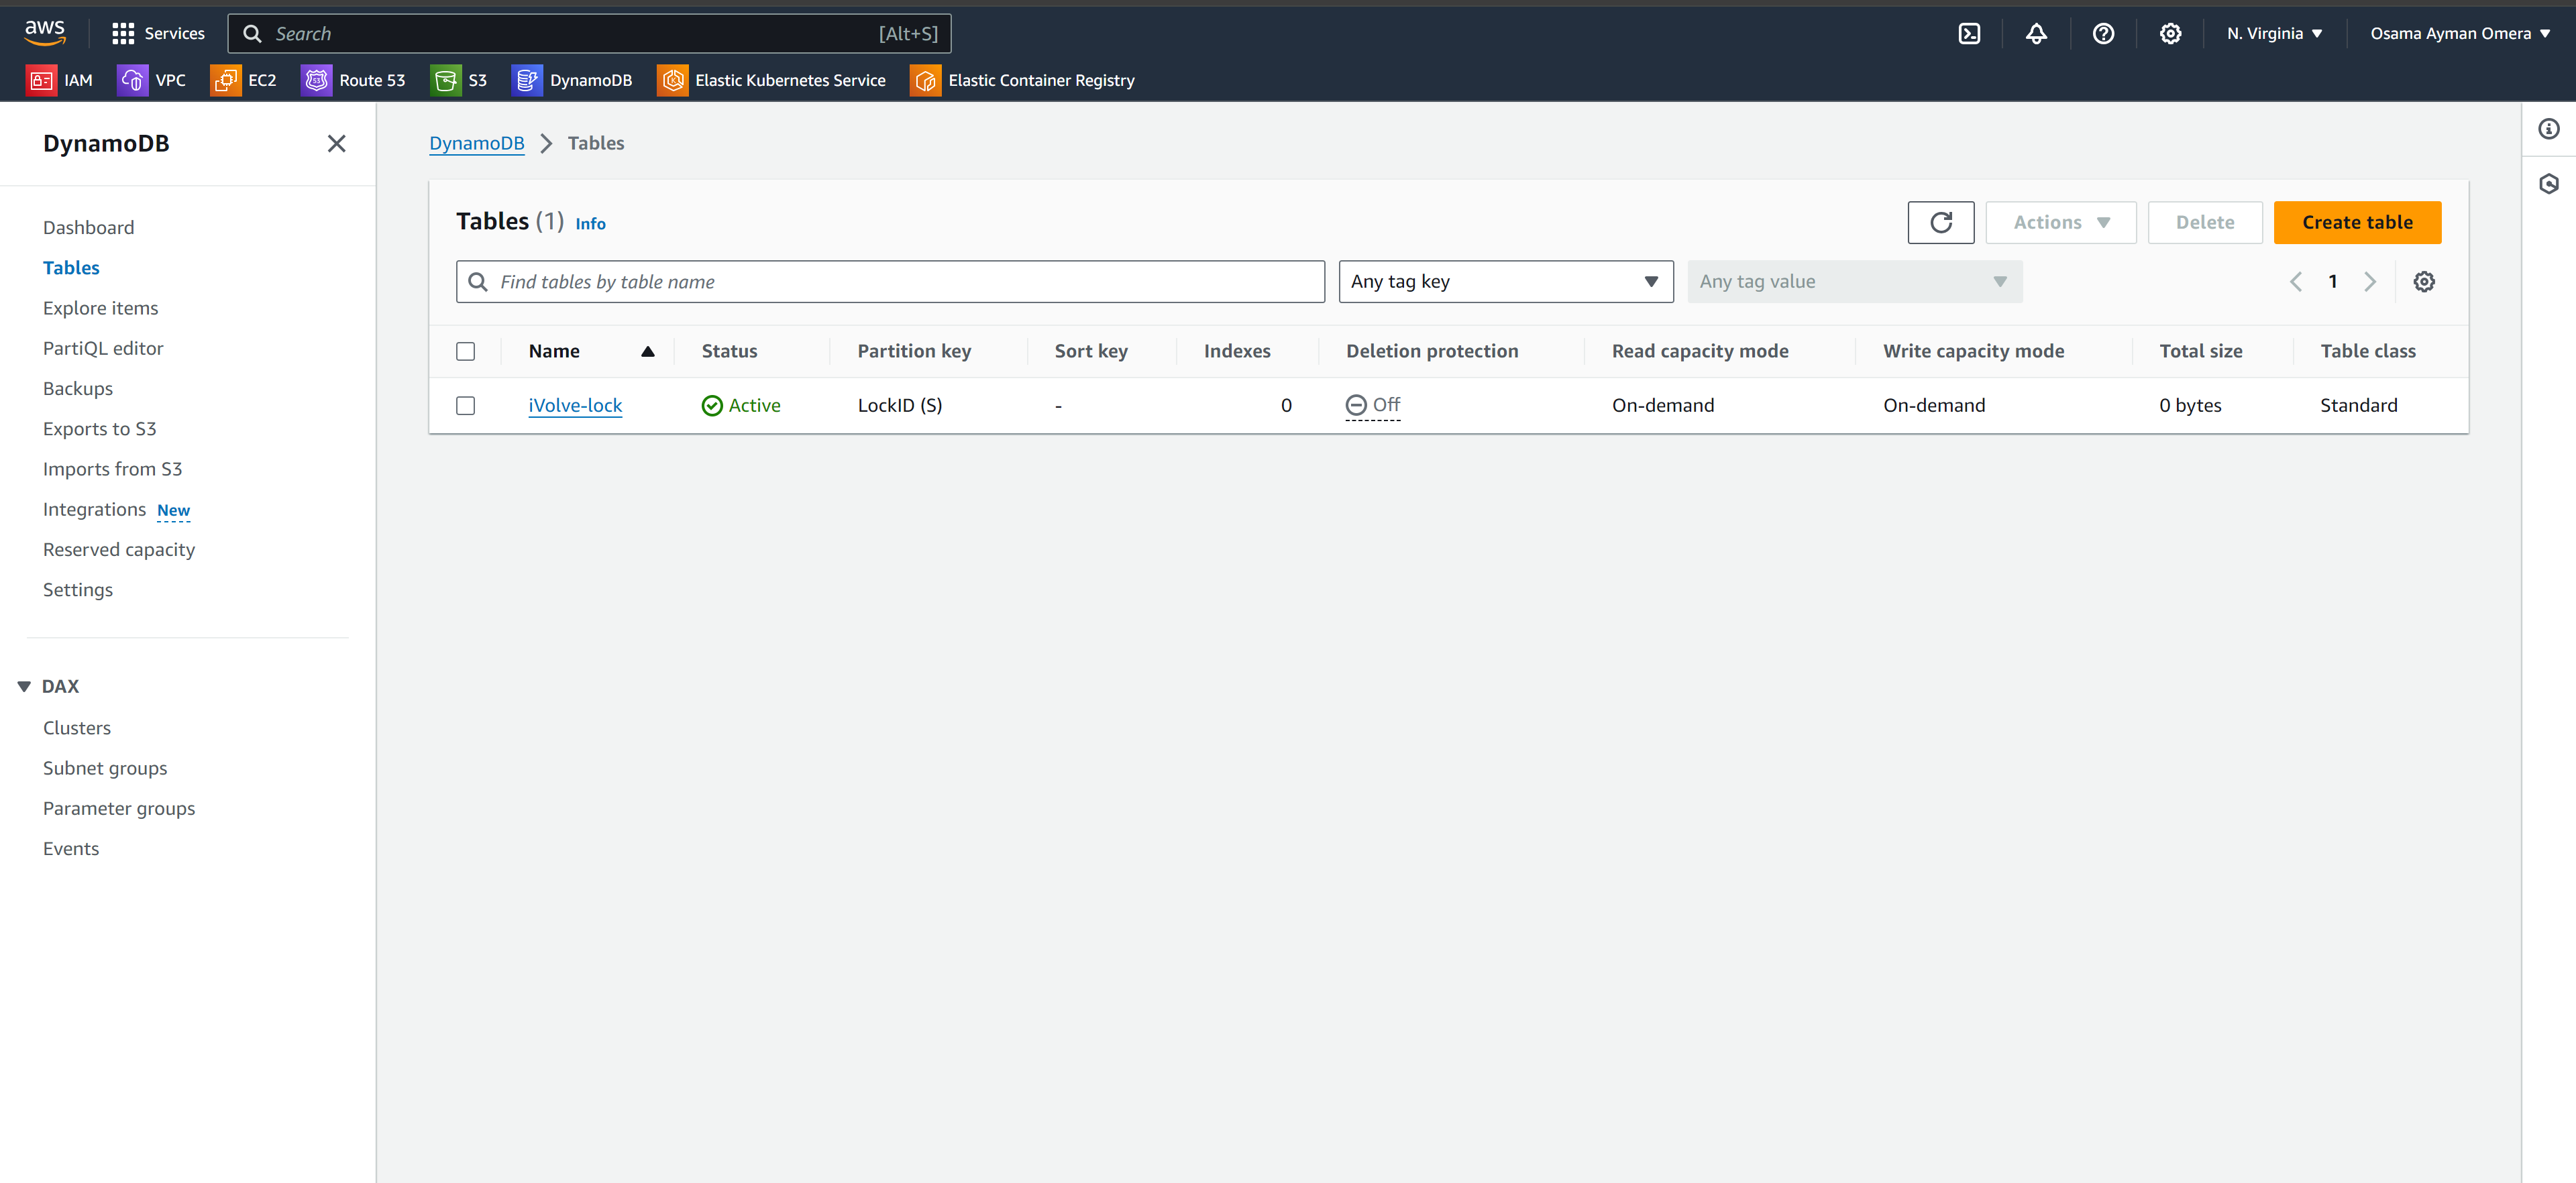 aws Services Search [Alt+S] N. Virginia Osama Ayman Omera
IAM VPC EC2 Route 53 S3 DynamoDB Elastic Kubernetes Service Elastic Container Registry
DynamoDB
Dashboard
Tables
Explore items
PartiQL editor
Backups
Exports to S3
Imports from S3
Integrations New
Reserved capacity
Settings
DAX
Clusters
Subnet groups
Parameter groups
Events
DynamoDB Tables
Tables (1) Info Actions Delete Create table
Find tables by table name Any tag key Any tag value 1
Name Status Partition key Sort key Indexes Deletion protection Read capacity mode Write capacity mode Total size Table class
iVolve-lock Active LockID (S) - 0 Off On-demand On-demand 0 bytes Standard